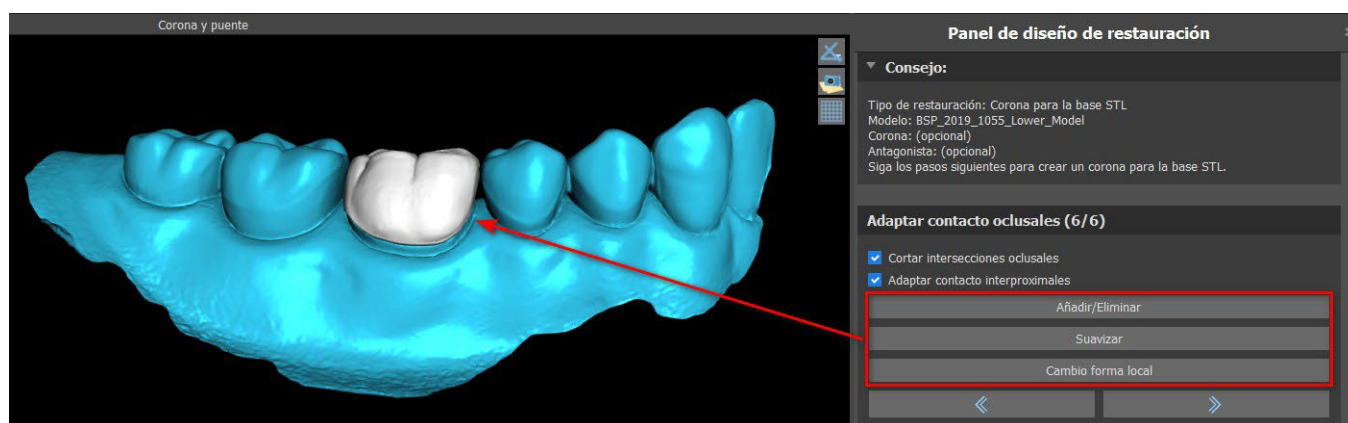 Corona y puente
Panel de diseño de restauración
Consejo:
Tipo de restauración: Corona para la base STL
Modelo: BSP_2019_1055_Lower_Model
Corona: (opcional)
Antagonista: (opcional)
Siga los pasos siguientes para crear un corona para la base STL.
Adaptar contacto oclusales (6/6)
Cortar intersecciones oclusales
Adaptar contacto interproximales
Añadir/Eliminar
Suavizar
Cambio forma local